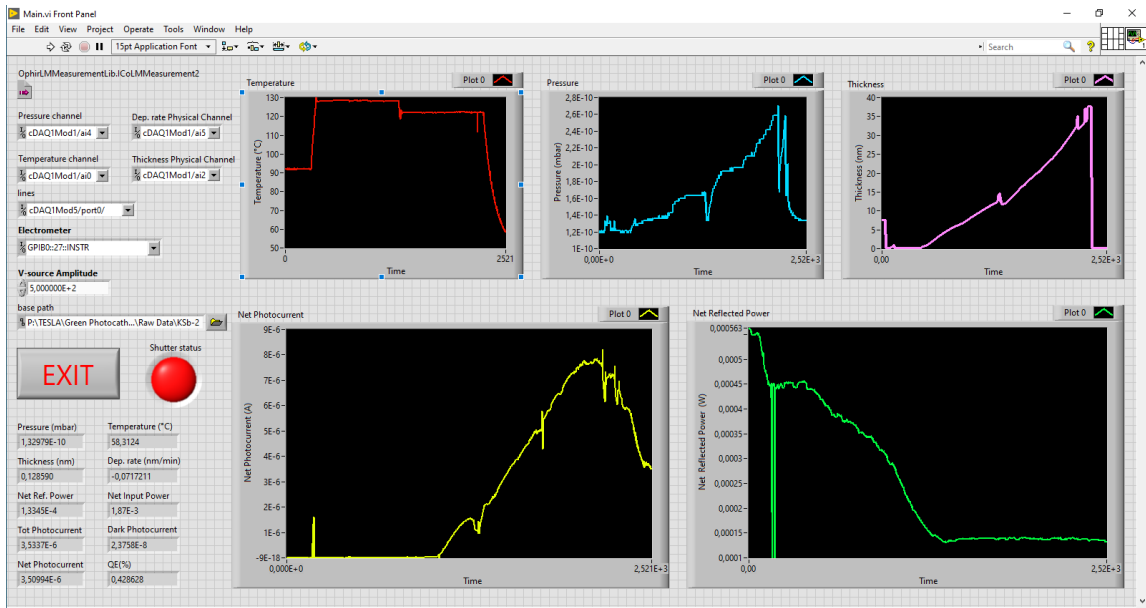 Main.vi Front Panel
File Edit View Project Operate Tools Window Help
15pt Application Font
Search
OphirLMMeasurementLib.ICoLMMeasurement2
Pressure channel
cDAQ1Mod1/ai4
Dep. rate Physical Channel
cDAQ1Mod1/ai5
Temperature channel
cDAQ1Mod1/ai0
Thickness Physical Channel
cDAQ1Mod1/ai2
lines
cDAQ1Mod5/port0/
Electrometer
GPIB0::27::INSTR
V-source Amplitude
5,000000E+2
base path
P:\TESLA\Green Photocath...\Raw Data\KSb-2
EXIT
Shutter status
Pressure (mbar)
1,32979E-10
Temperature (°C)
58,3124
Thickness (nm)
0,128590
Dep. rate (nm/min)
-0,0717211
Net Ref. Power
1,3345E-4
Net Input Power
1,87E-3
Tot Photocurrent
3,5337E-6
Dark Photocurrent
2,3758E-8
Net Photocurrent
3,50994E-6
QE(%)
0,428628
Temperature
Plot 0
Temperature (°C)
130
120
110
100
90
80
70
60
50
0
2521
Time
Pressure
Plot 0
Pressure (mbar)
2,8E-10
2,6E-10
2,4E-10
2,2E-10
2E-10
1,8E-10
1,6E-10
1,4E-10
1,2E-10
1E-10
0,00E+0
2,52E+3
Time
Thickness
Plot 0
Thickness (nm)
40
35
30
25
20
15
10
5
0
0,00
2,52E+3
Time
Net Photocurrent
Plot 0
Net Photocurrent (A)
9E-6
8E-6
7E-6
6E-6
5E-6
4E-6
3E-6
2E-6
1E-6
-9E-18
0,000E+0
2,521E+3
Time
Net Reflected Power
Plot 0
Net Reflected Power (W)
0,000563
0,0005
0,00045
0,0004
0,00035
0,0003
0,00025
0,0002
0,00015
0,0001
0,00
2,52E+3
Time